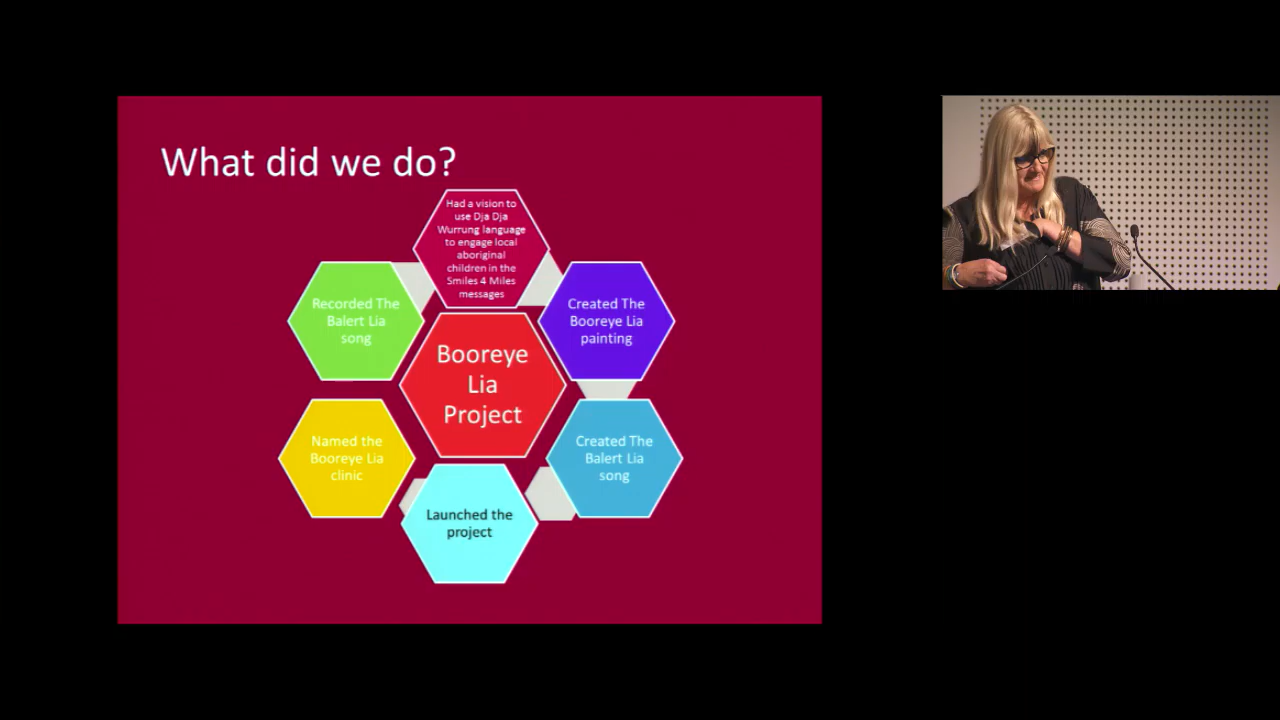 What did we do?
Had a vision to
use Dja Dja
Wurrung language
to engage local
aboriginal
children in the
Smiles 4 Miles
messages
Created The
Booreye Lia
painting
Created The
Balert Lia
song
Launched the
project
Named the
Booreye Lia
clinic
Recorded The
Balert Lia
song
Booreye
Lia
Project